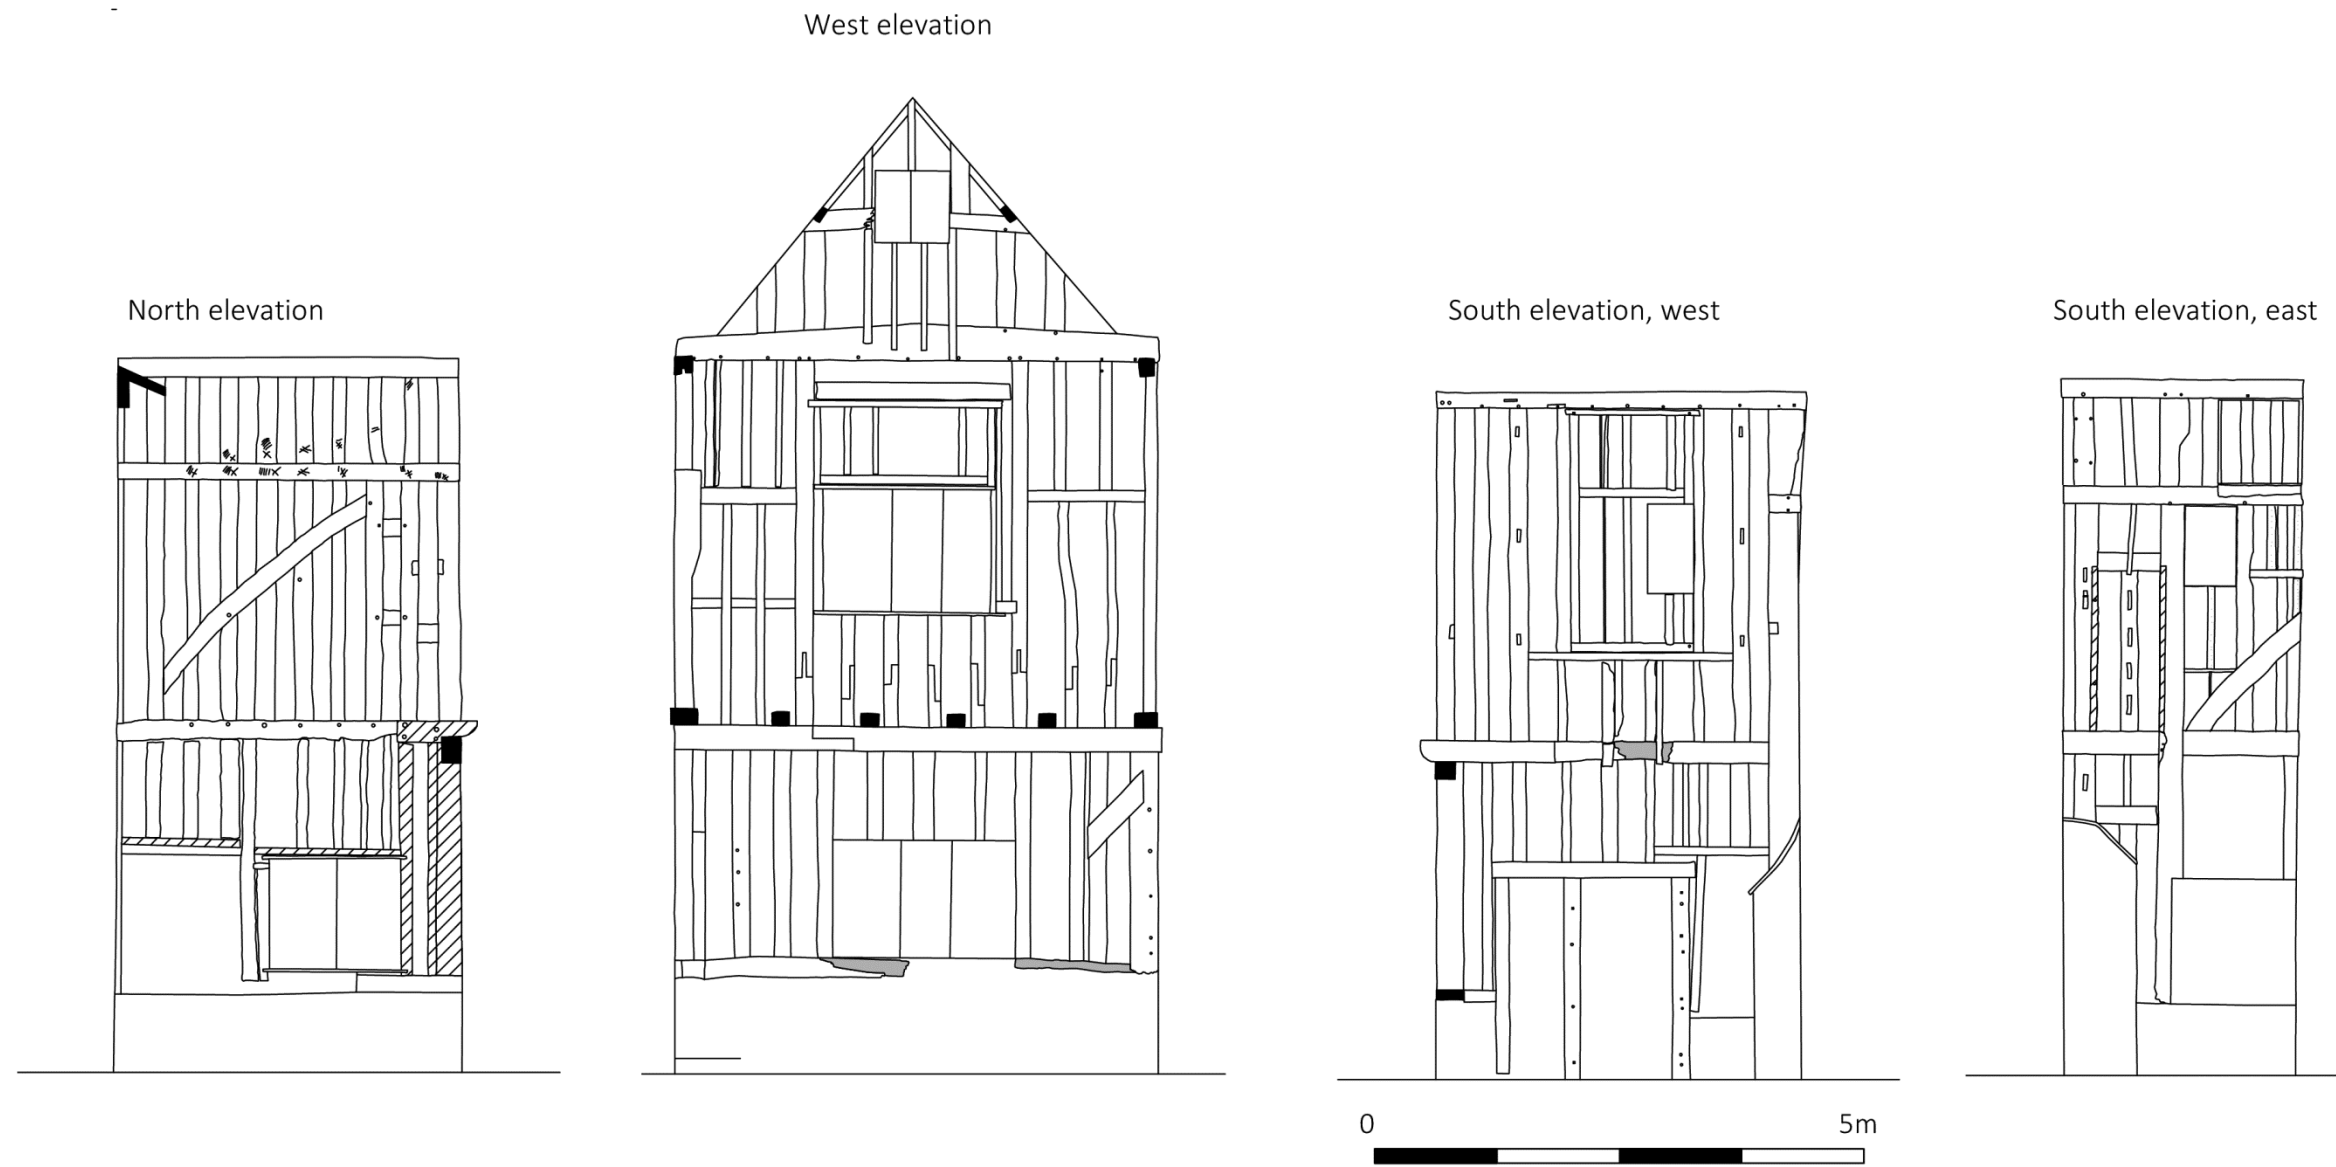 West elevation
North elevation
South elevation, west
South elevation, east
0
5m